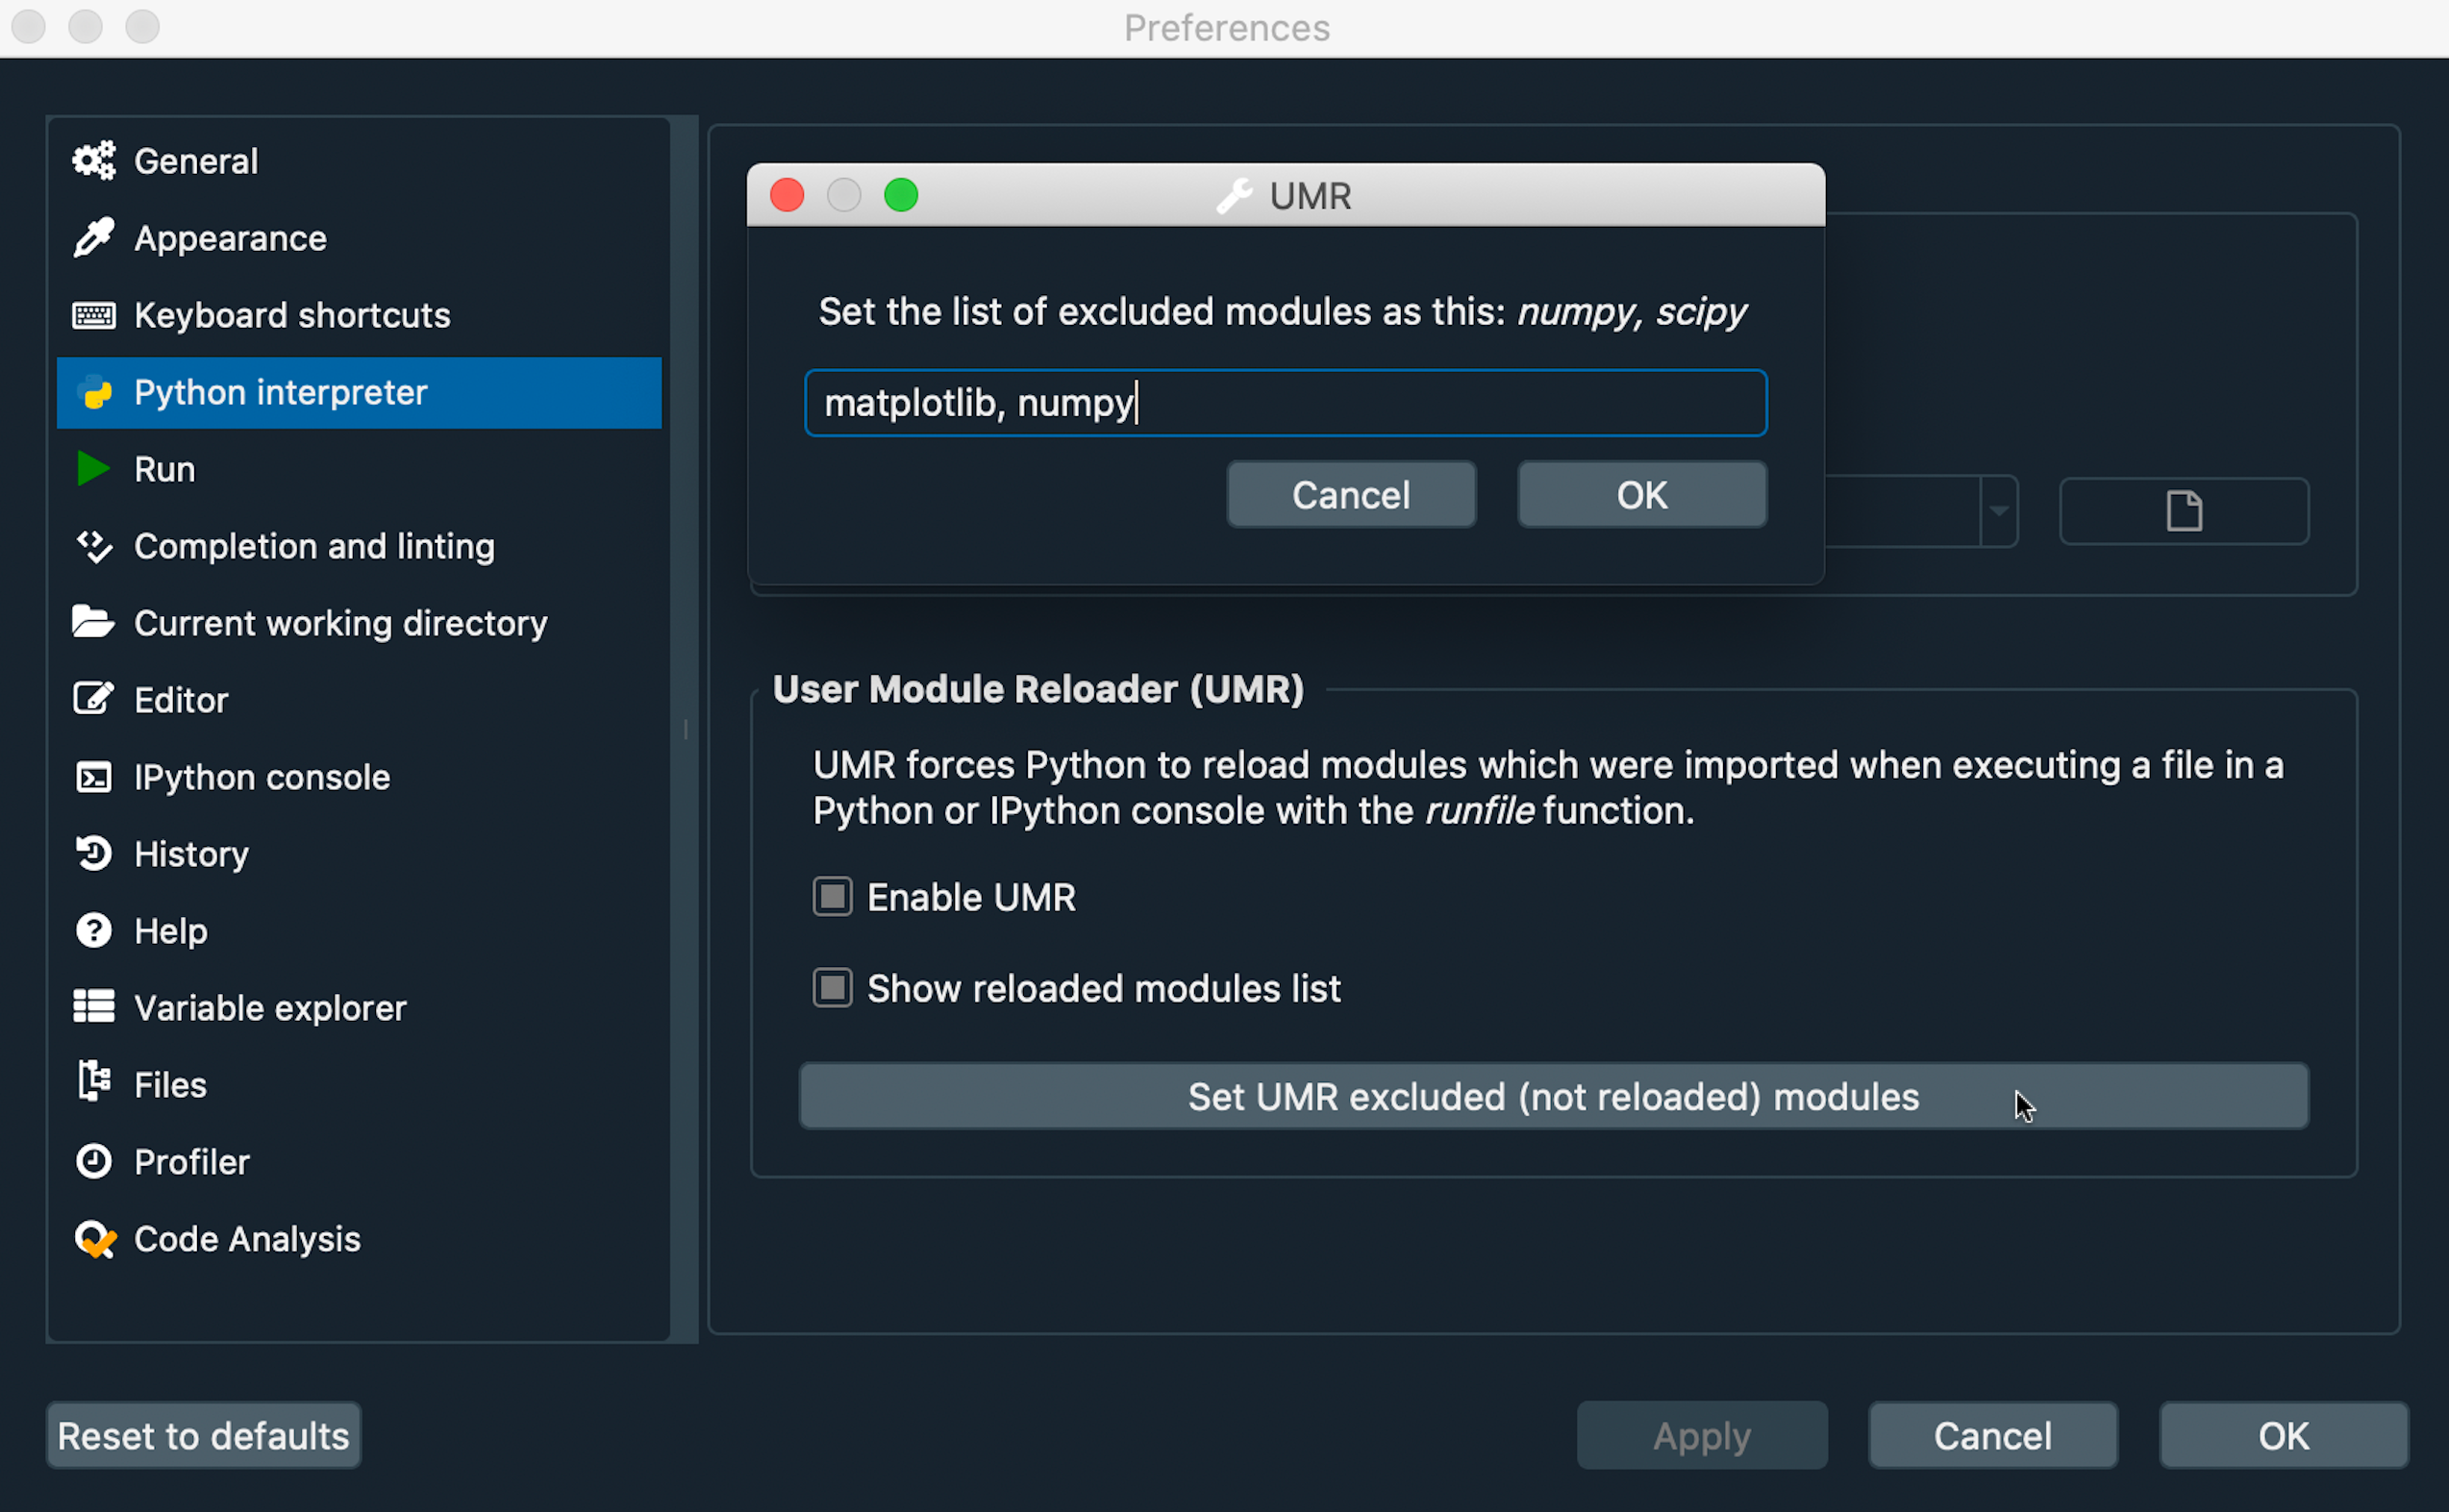 Preferences
General
Appearance
Keyboard shortcuts
Python interpreter
Run
Completion and linting
Current working directory
Editor
IPython console
History
Help
Variable explorer
Files
Profiler
Code Analysis
UMR
Set the list of excluded modules as this: numpy, scipy
matplotlib, numpy
Cancel
OK
User Module Reloader (UMR)
UMR forces Python to reload modules which were imported when executing a file in a
Python or IPython console with the runfile function.
Enable UMR
Show reloaded modules list
Set UMR excluded (not reloaded) modules
Reset to defaults
Apply
Cancel
OK